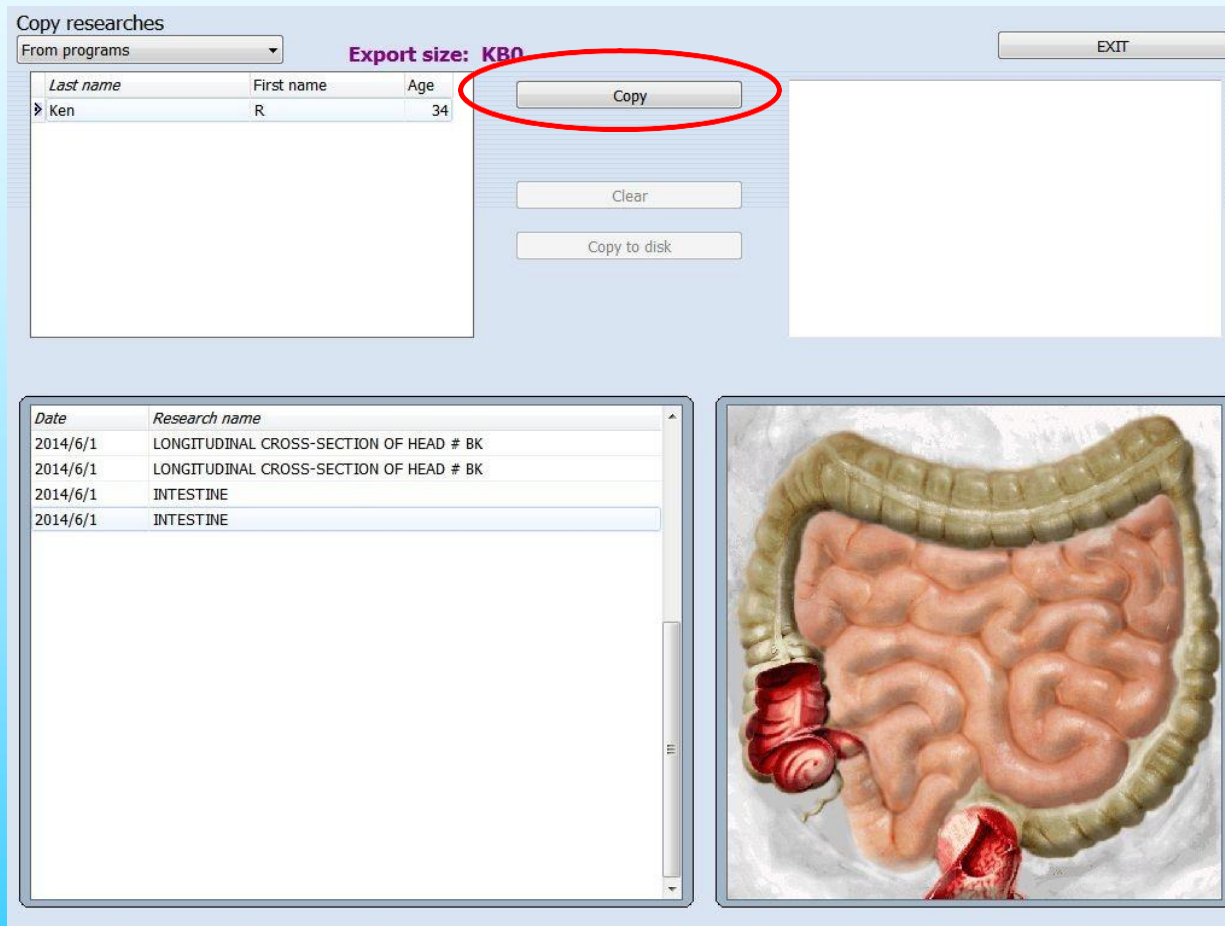 Copy researches
From programs
Export size: KB0
EXIT
Last name First name Age
Ken R 34
Copy
Clear
Copy to disk
Date Research name
2014/6/1 LONGITUDINAL CROSS-SECTION OF HEAD # BK
2014/6/1 LONGITUDINAL CROSS-SECTION OF HEAD # BK
2014/6/1 INTESTINE
2014/6/1 INTESTINE